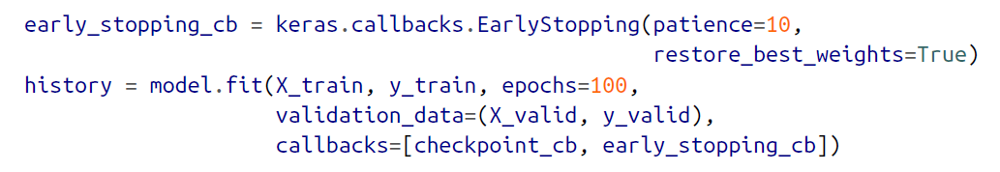 early_stopping_cb = keras.callbacks.EarlyStopping(patience=10,
restore_best_weights=True)
history = model.fit(X_train, y_train, epochs=100,
validation_data=(X_valid, y_valid),
callbacks=[checkpoint_cb, early_stopping_cb])